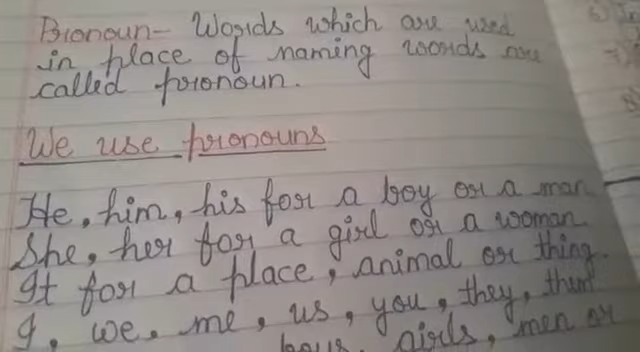 Pronoun- Words which are used
in place of naming words are
called pronoun.
We use pronouns
He, him, his for a boy or a man
She, her for a girl or a woman
It for a place, animal or thing.
I, we, me, us, you, they, them
boys, girls, men or